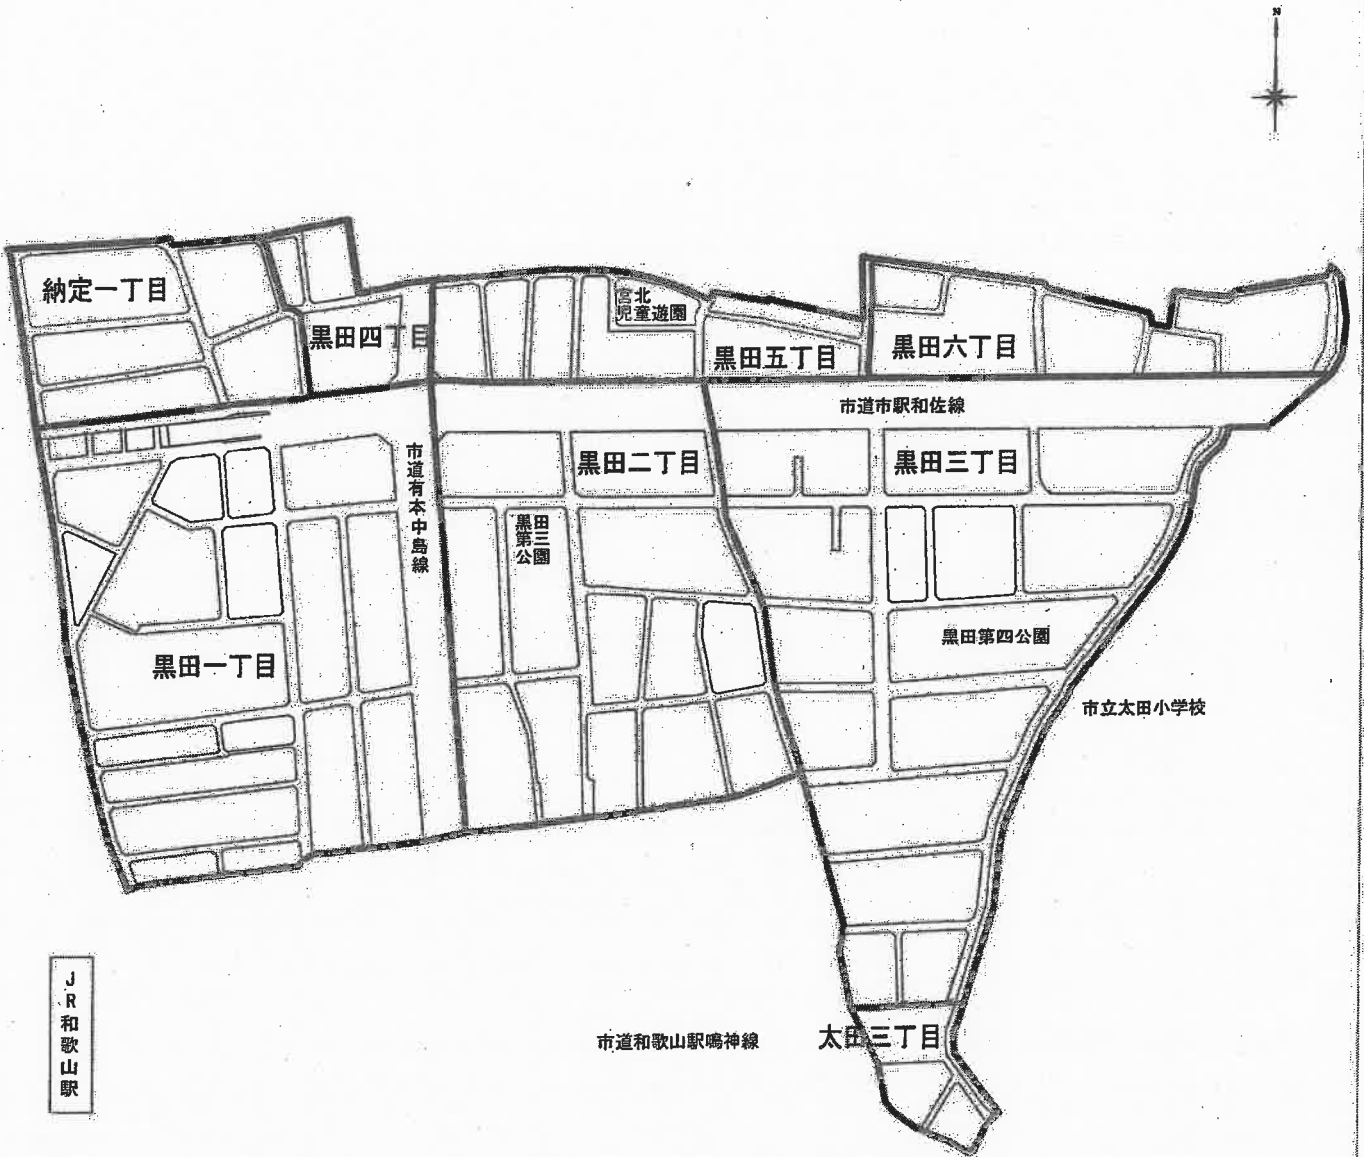 N
納定一丁目
黒田四丁目
宮北
児童遊園
黒田五丁目
黒田六丁目
市道市駅和佐線
市道有本中島線
黒田二丁目
黒田三丁目
黒田
第三
公園
黒田第四公園
黒田一丁目
市立太田小学校
JR和歌山駅
市道和歌山駅鳴神線
太田三丁目